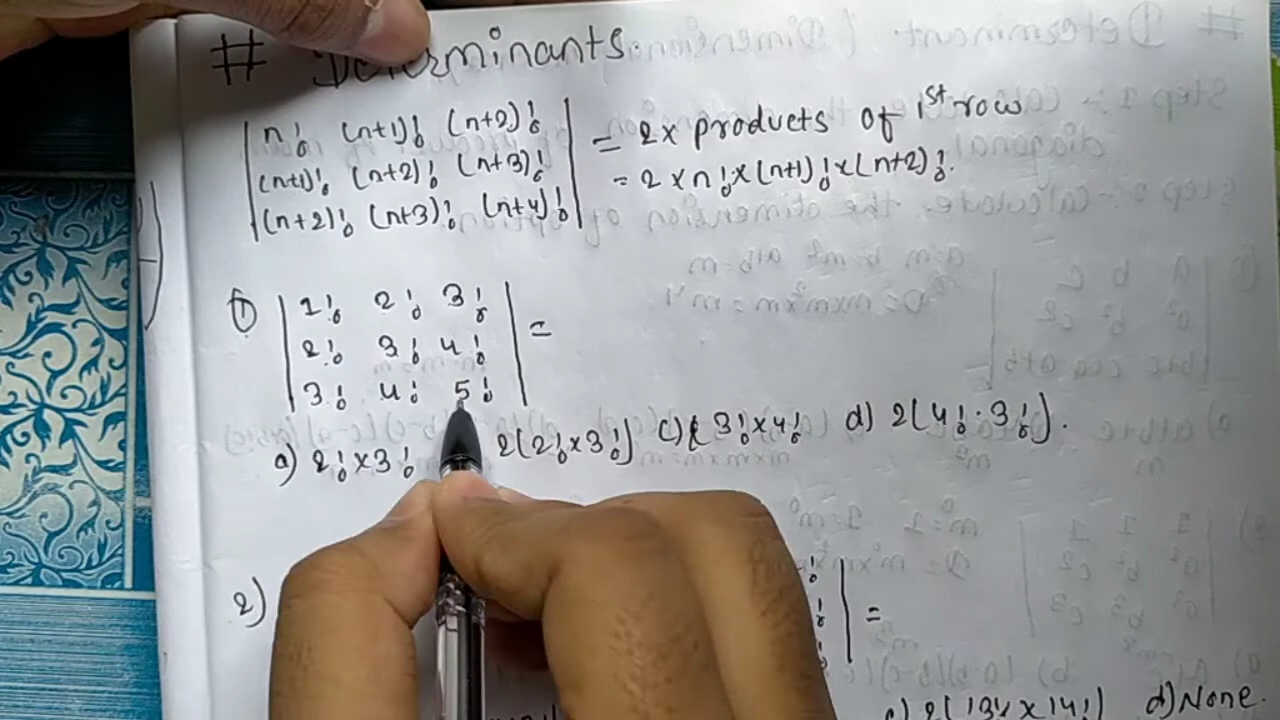 # Determinants.
| n! (n+1)! (n+2)! | = 2 x products of 1st row
| (n+1)! (n+2)! (n+3)! | = 2 x n! x (n+1)! x (n+2)!.
| (n+2)! (n+3)! (n+4)! |
1) | 1! 2! 3! | =
| 2! 3! 4! |
| 3! 4! 5! |
a) 2! x 3! 2(2! x 3!) c) 3! x 4! d) 2(4! · 3!).
2) | =
d) None.